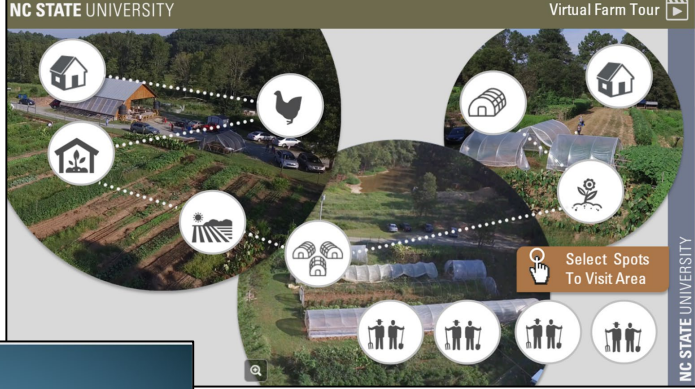 NC STATE UNIVERSITY
Virtual Farm Tour
Select Spots
To Visit Area
NC STATE UNIVERSITY